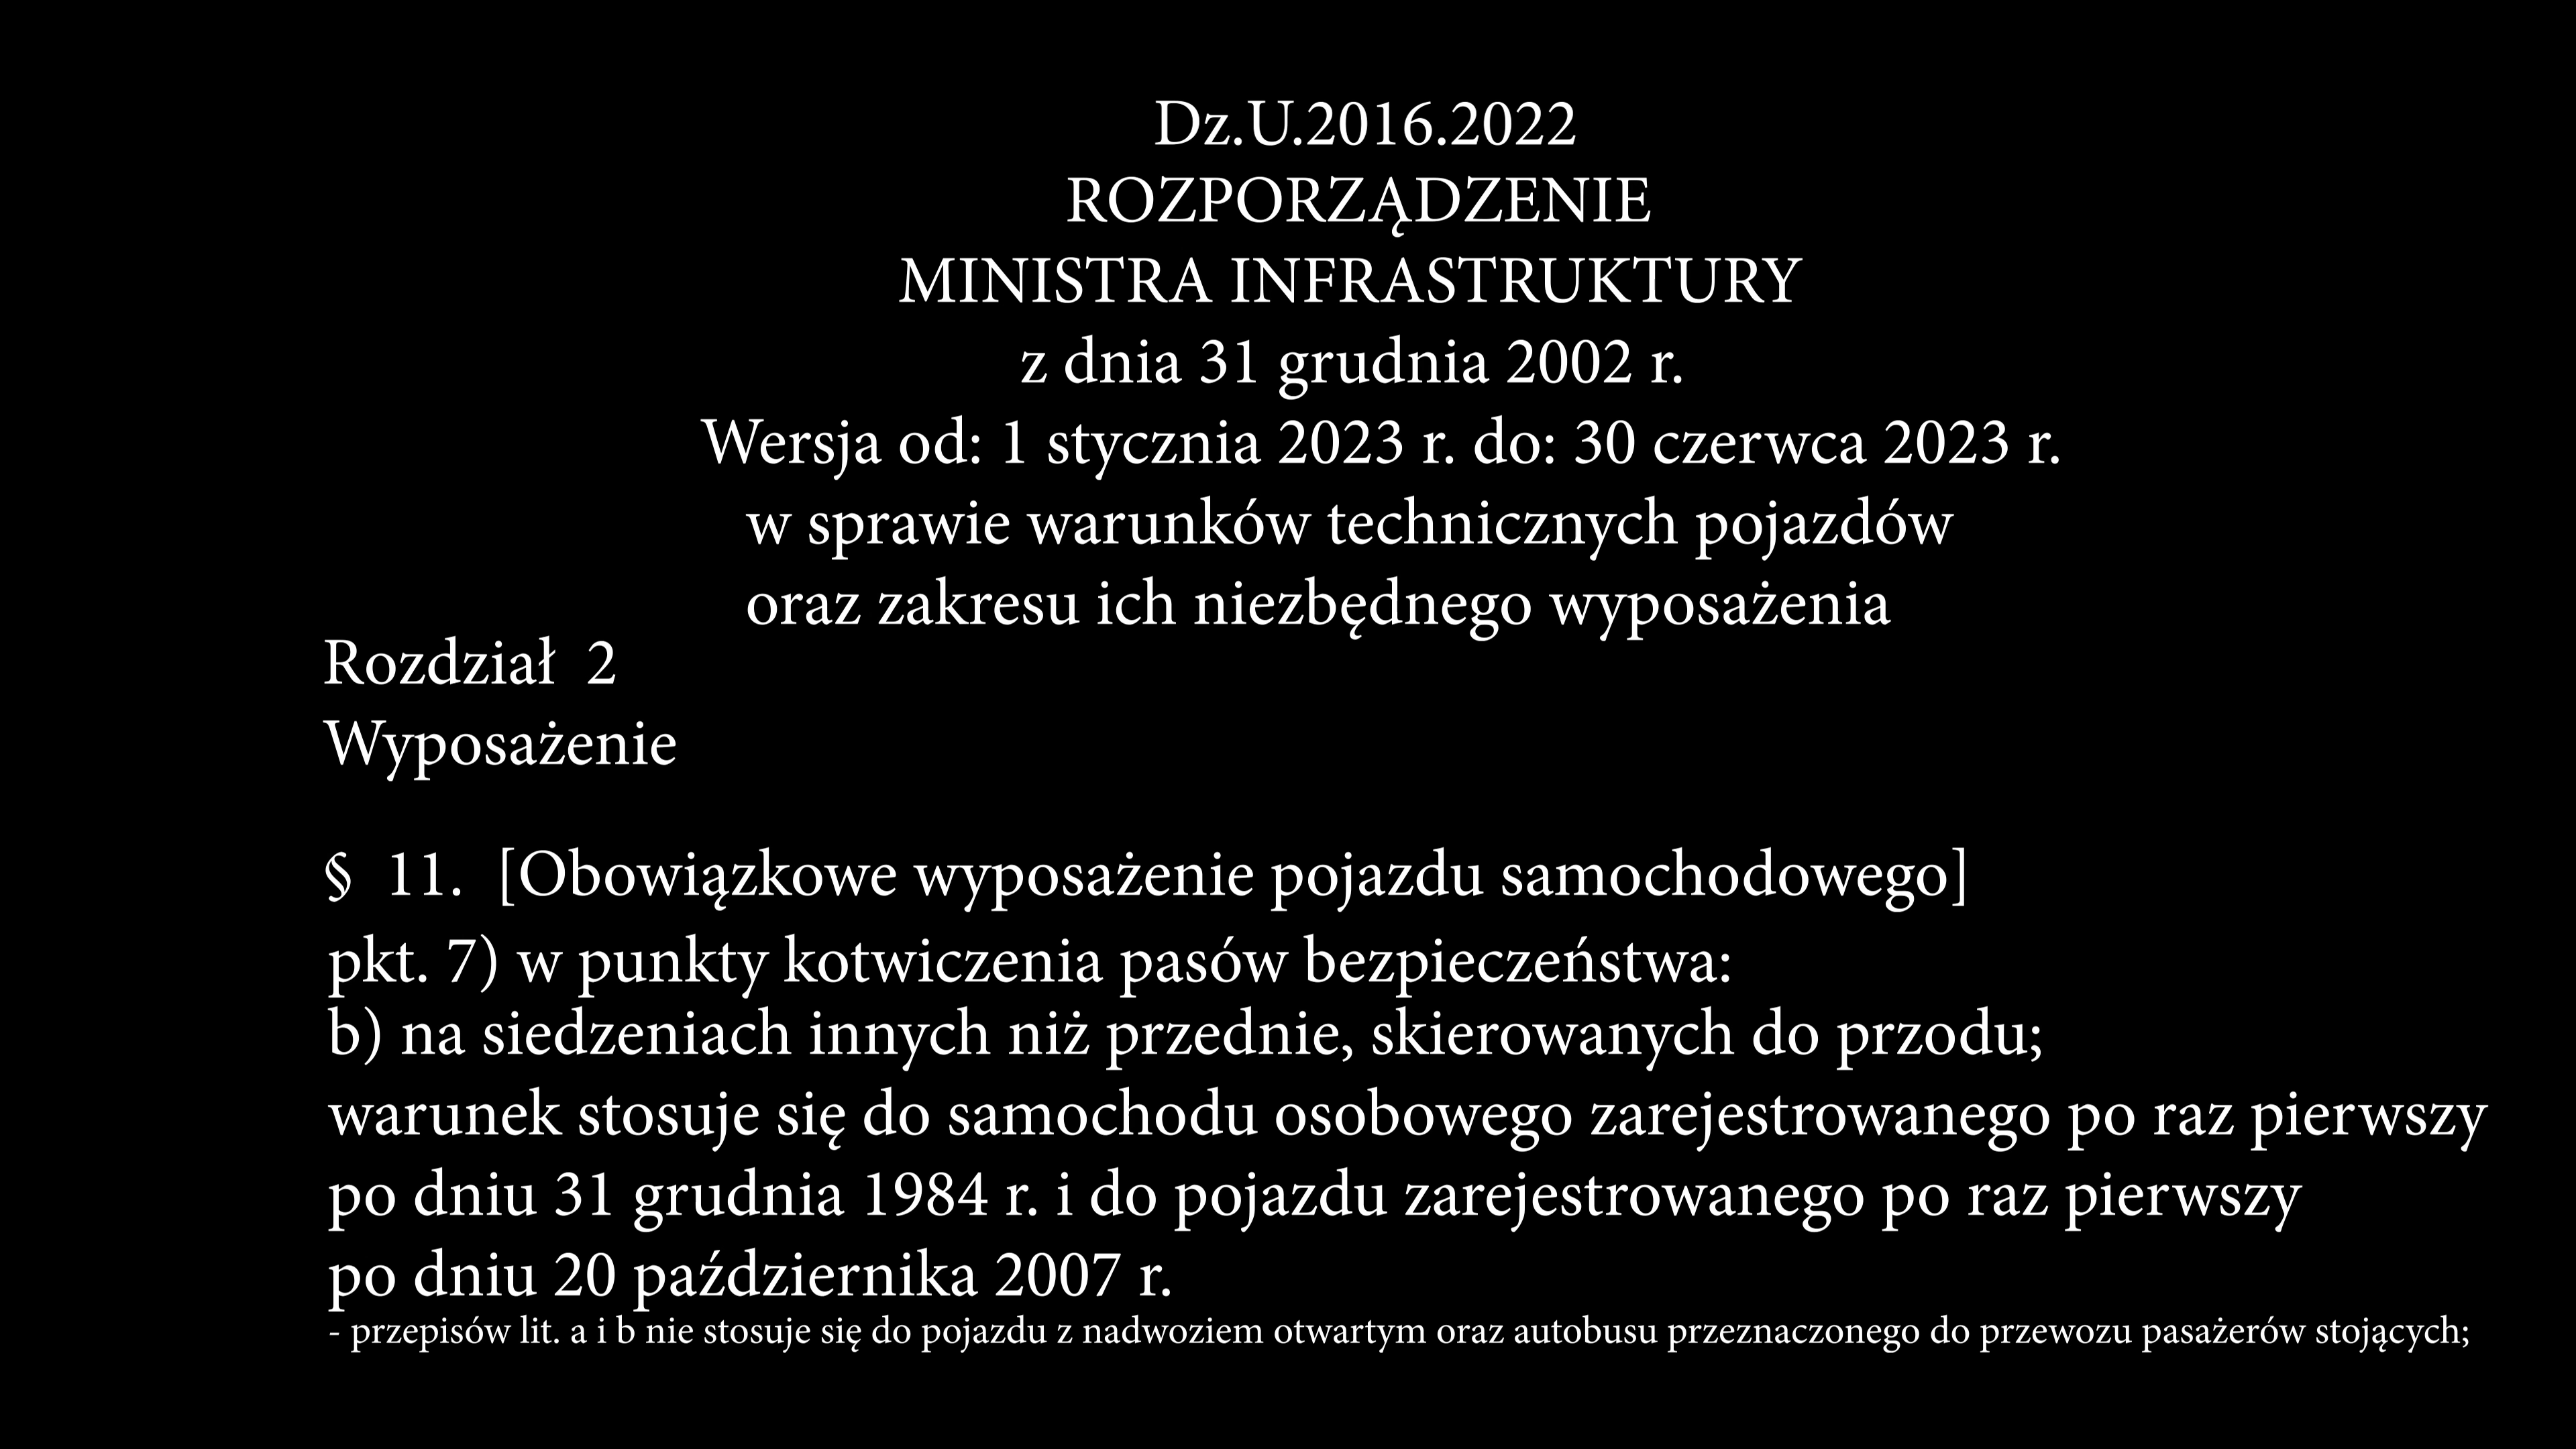 Dz.U.2016.2022
ROZPORZĄDZENIE
MINISTRA INFRASTRUKTURY
z dnia 31 grudnia 2002 r.
Wersja od: 1 stycznia 2023 r. do: 30 czerwca 2023 r.
w sprawie warunków technicznych pojazdów
oraz zakresu ich niezbędnego wyposażenia
Rozdział 2
Wyposażenie
§ 11. [Obowiązkowe wyposażenie pojazdu samochodowego]
pkt. 7) w punkty kotwiczenia pasów bezpieczeństwa:
b) na siedzeniach innych niż przednie, skierowanych do przodu;
warunek stosuje się do samochodu osobowego zarejestrowanego po raz pierwszy
po dniu 31 grudnia 1984 r. i do pojazdu zarejestrowanego po raz pierwszy
po dniu 20 października 2007 r.
- przepisów lit. a i b nie stosuje się do pojazdu z nadwoziem otwartym oraz autobusu przeznaczonego do przewozu pasażerów stojących;